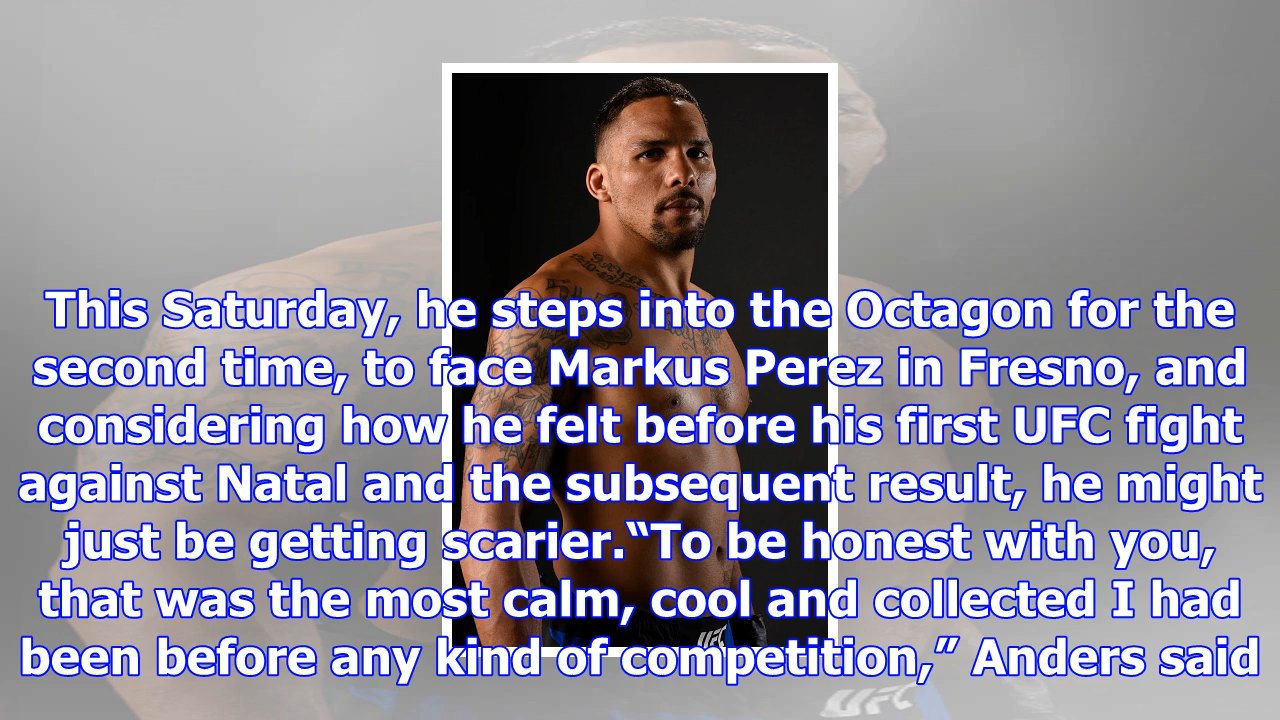 This Saturday, he steps into the Octagon for the
second time, to face Markus Perez in Fresno, and
considering how he felt before his first UFC fight
against Natal and the subsequent result, he might
just be getting scarier.“To be honest with you,
that was the most calm, cool and collected I had
been before any kind of competition,” Anders said
UFC
UFC